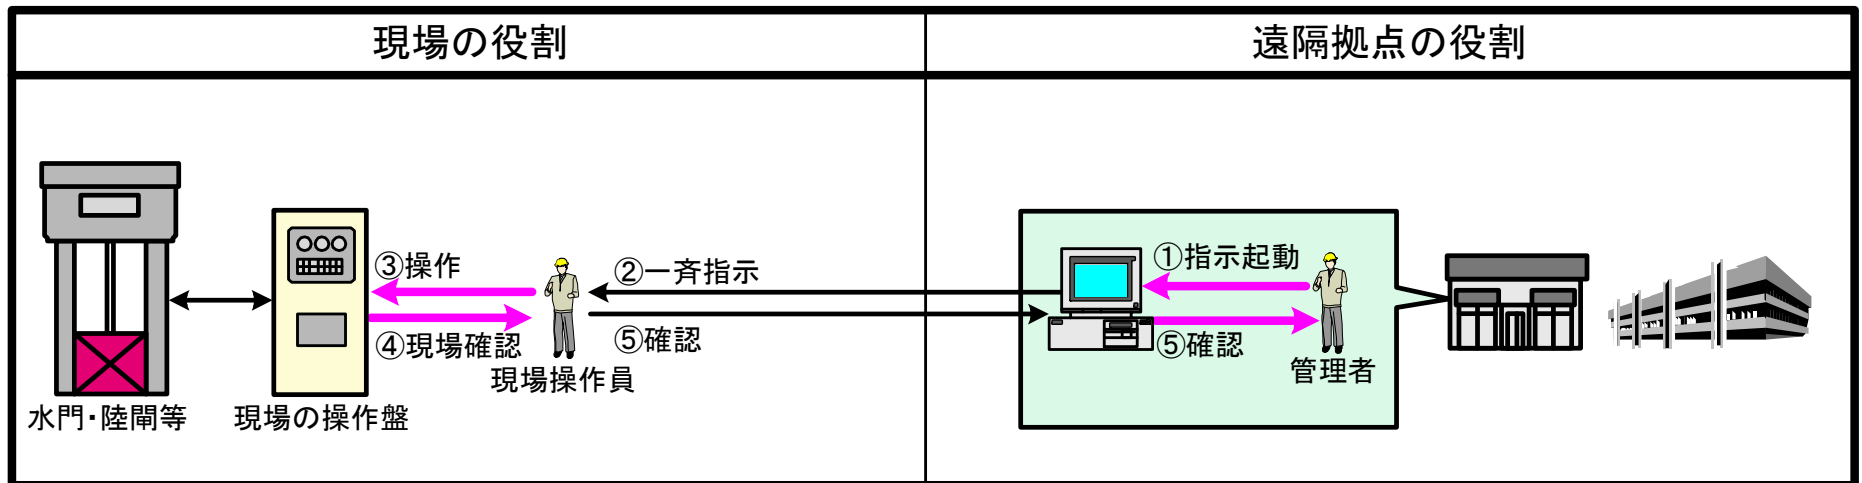 現場の役割
遠隔拠点の役割
③操作
②一斉指示
①指示起動
④現場確認
⑤確認
⑤確認
現場操作員
管理者
水門・陸閘等
現場の操作盤